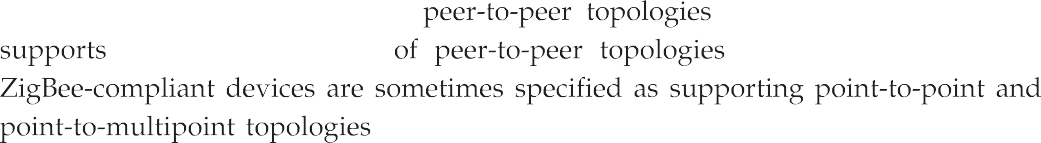 peer-to-peer topologies
supports of peer-to-peer topologies
ZigBee-compliant devices are sometimes specified as supporting point-to-point and
point-to-multipoint topologies